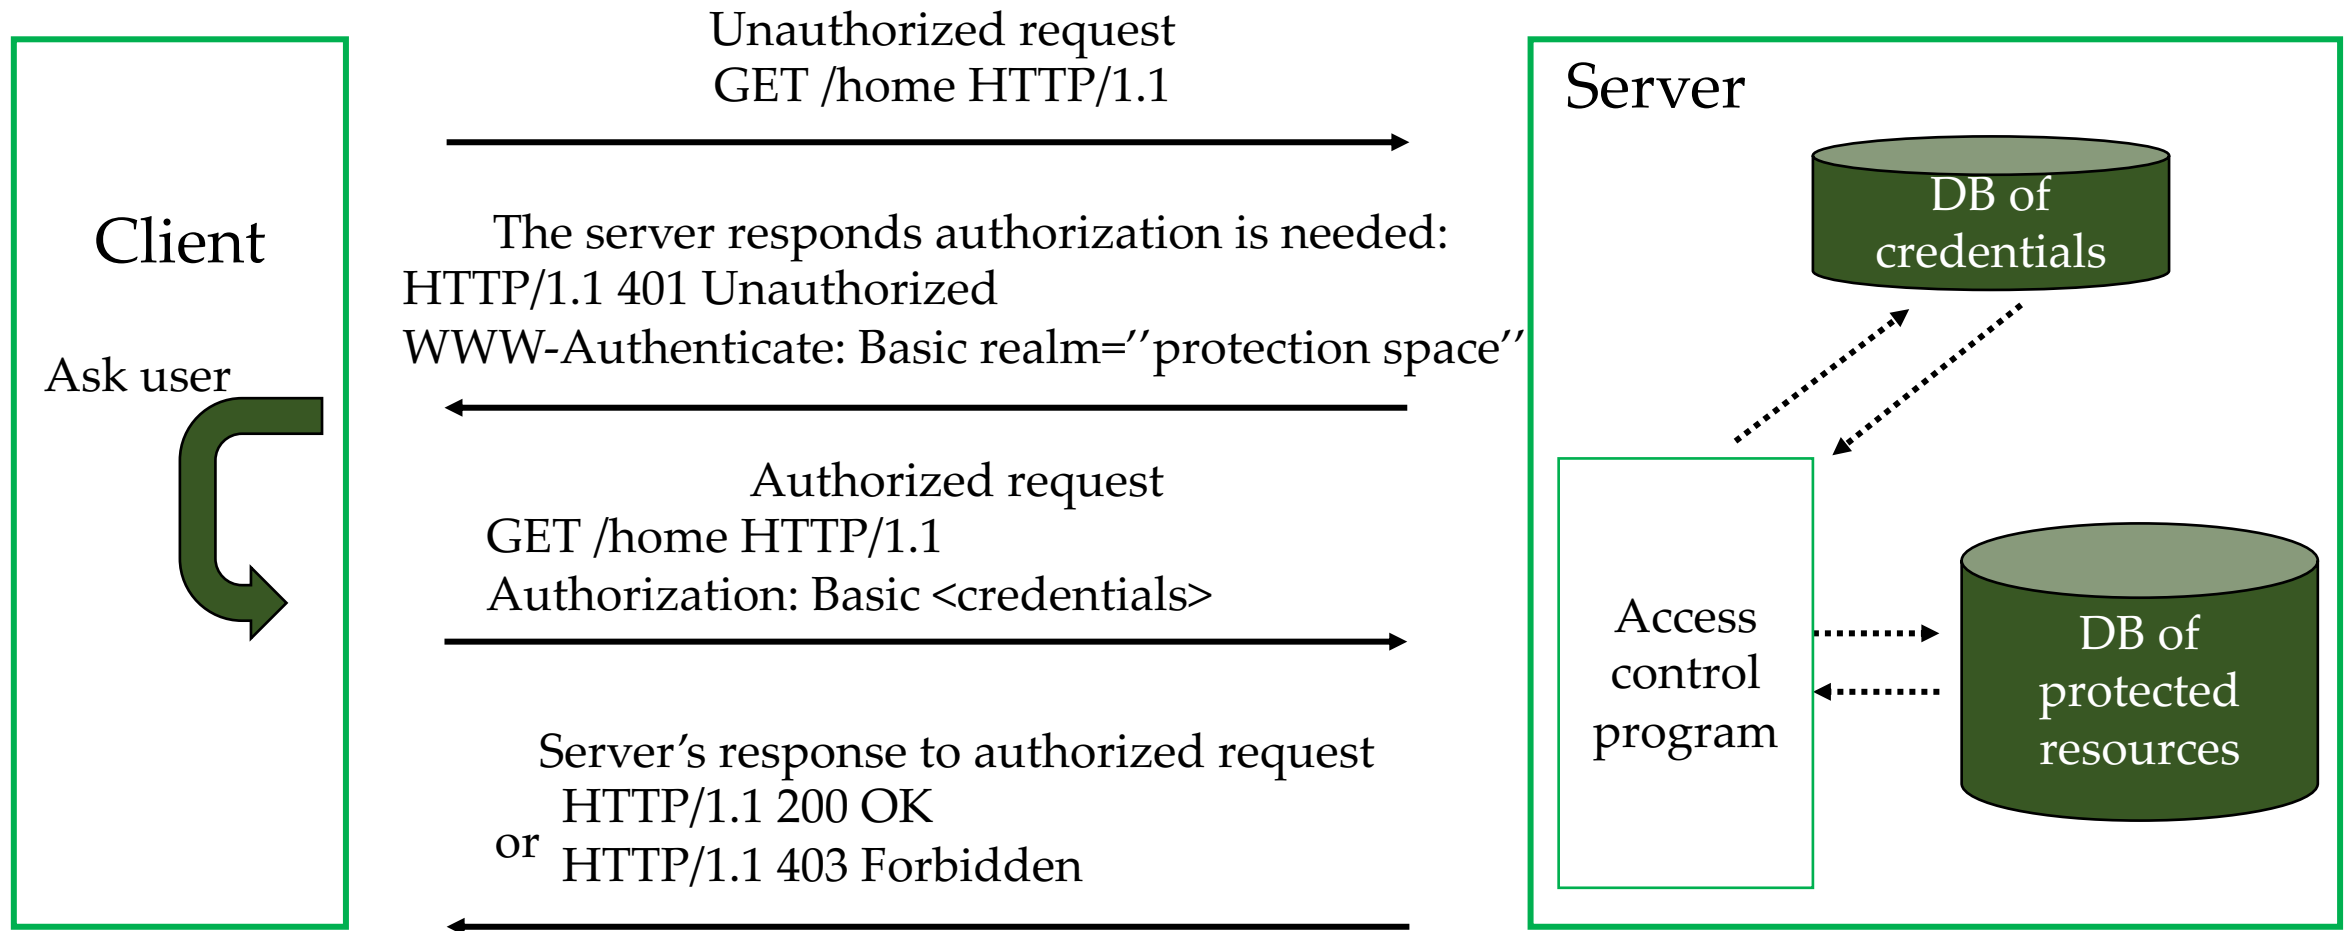 Client
Ask user
Unauthorized request
GET /home HTTP/1.1
The server responds authorization is needed:
HTTP/1.1 401 Unauthorized
WWW-Authenticate: Basic realm=′′protection space′′
Authorized request
GET /home HTTP/1.1
Authorization: Basic <credentials>
Server’s response to authorized request
HTTP/1.1 200 OK
or
HTTP/1.1 403 Forbidden
Server
DB of
credentials
Access
control
program
DB of
protected
resources